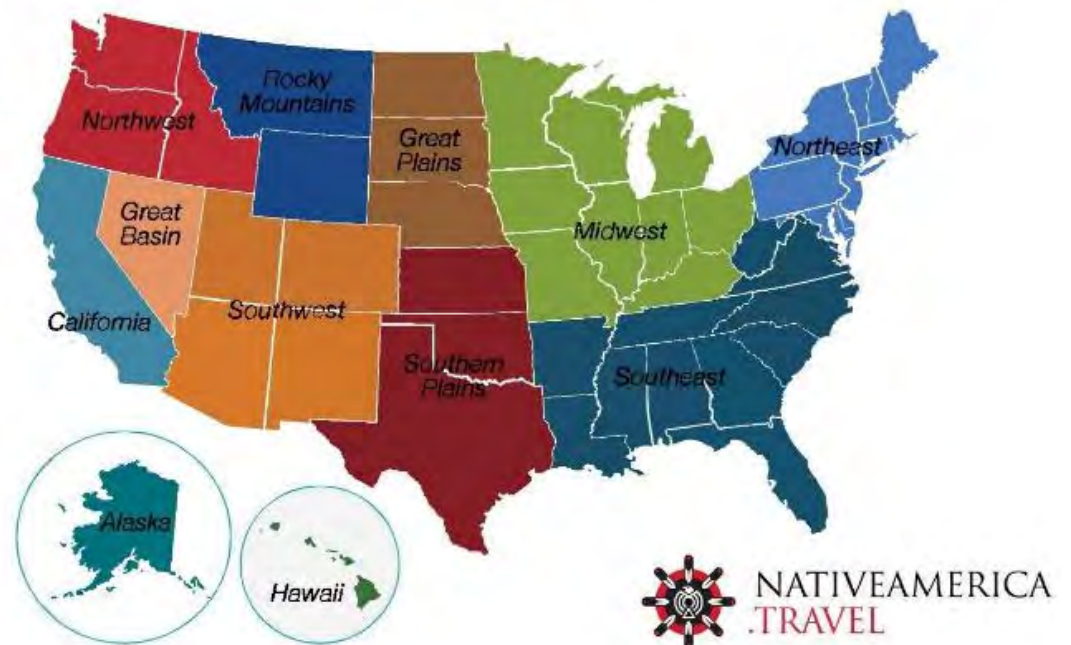 Rocky
Mountains
Northwest
Great
Plains
Northeast
Great
Basin
Midwest
California
Southwest
Southern
Plains
Southeast
Alaska
Hawaii
NATIVEAMERICA
.TRAVEL